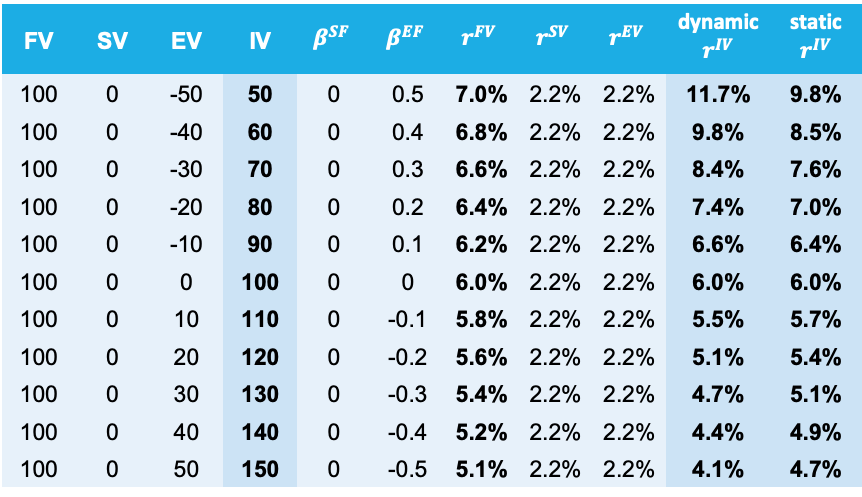 FV SV EV IV β^SF β^EF r^FV r^SV r^EV dynamic r^IV static r^IV
100 0 -50 50 0 0.5 7.0% 2.2% 2.2% 11.7% 9.8%
100 0 -40 60 0 0.4 6.8% 2.2% 2.2% 9.8% 8.5%
100 0 -30 70 0 0.3 6.6% 2.2% 2.2% 8.4% 7.6%
100 0 -20 80 0 0.2 6.4% 2.2% 2.2% 7.4% 7.0%
100 0 -10 90 0 0.1 6.2% 2.2% 2.2% 6.6% 6.4%
100 0 0 100 0 0 6.0% 2.2% 2.2% 6.0% 6.0%
100 0 10 110 0 -0.1 5.8% 2.2% 2.2% 5.5% 5.7%
100 0 20 120 0 -0.2 5.6% 2.2% 2.2% 5.1% 5.4%
100 0 30 130 0 -0.3 5.4% 2.2% 2.2% 4.7% 5.1%
100 0 40 140 0 -0.4 5.2% 2.2% 2.2% 4.4% 4.9%
100 0 50 150 0 -0.5 5.1% 2.2% 2.2% 4.1% 4.7%